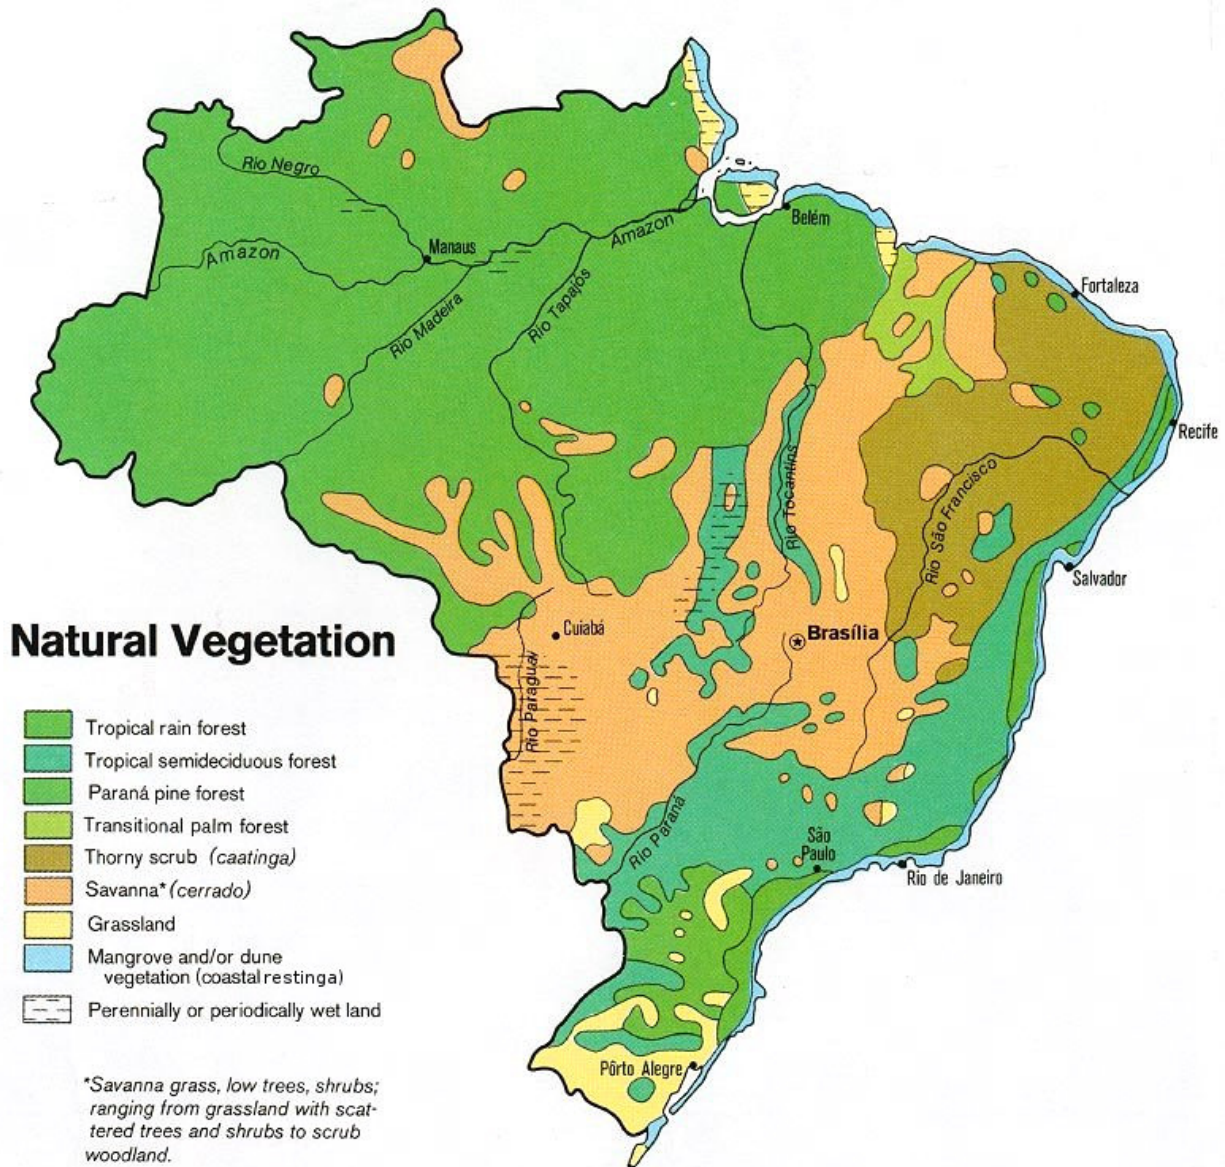 Rio Negro
Amazon
Manaus
Amazon
Belém
Rio Madeira
Rio Tapajós
Fortaleza
Recife
Rio Tocantins
Rio São Francisco
Salvador
Cuiabá
Brasília
Rio Paraguai
Rio Paraná
São
Paulo
Rio de Janeiro
Pôrto Alegre
Natural Vegetation
Tropical rain forest
Tropical semideciduous forest
Paraná pine forest
Transitional palm forest
Thorny scrub (caatinga)
Savanna* (cerrado)
Grassland
Mangrove and/or dune
vegetation (coastal restinga)
Perennially or periodically wet land
*Savanna grass, low trees, shrubs;
ranging from grassland with scat-
tered trees and shrubs to scrub
woodland.